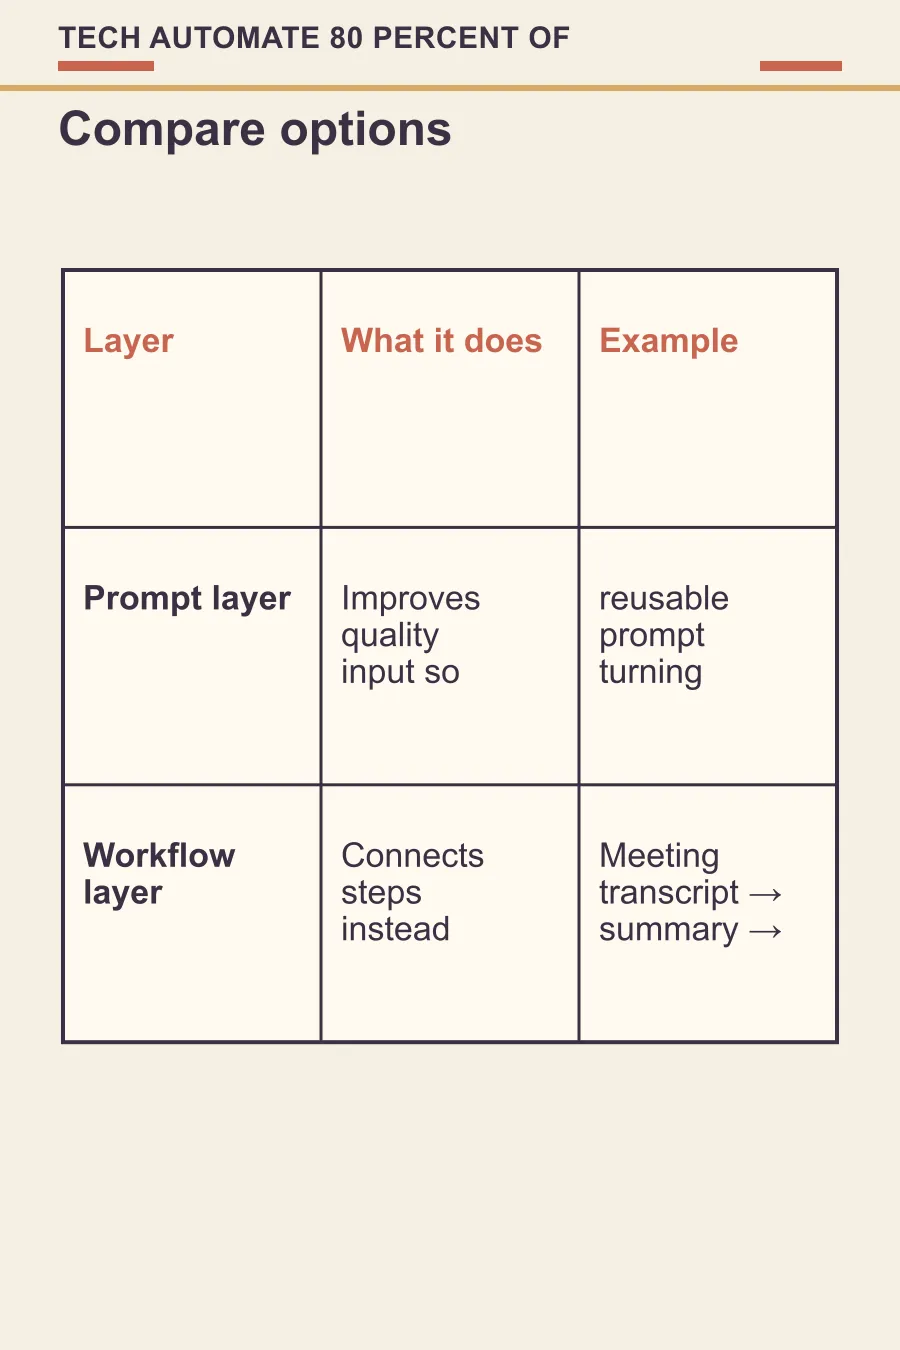 TECH AUTOMATE 80 PERCENT OF
Compare options
Layer
What it does
Example
Prompt layer
Improves
quality
input so
reusable
prompt
turning
Workflow
layer
Connects
steps
instead
Meeting
transcript →
summary →